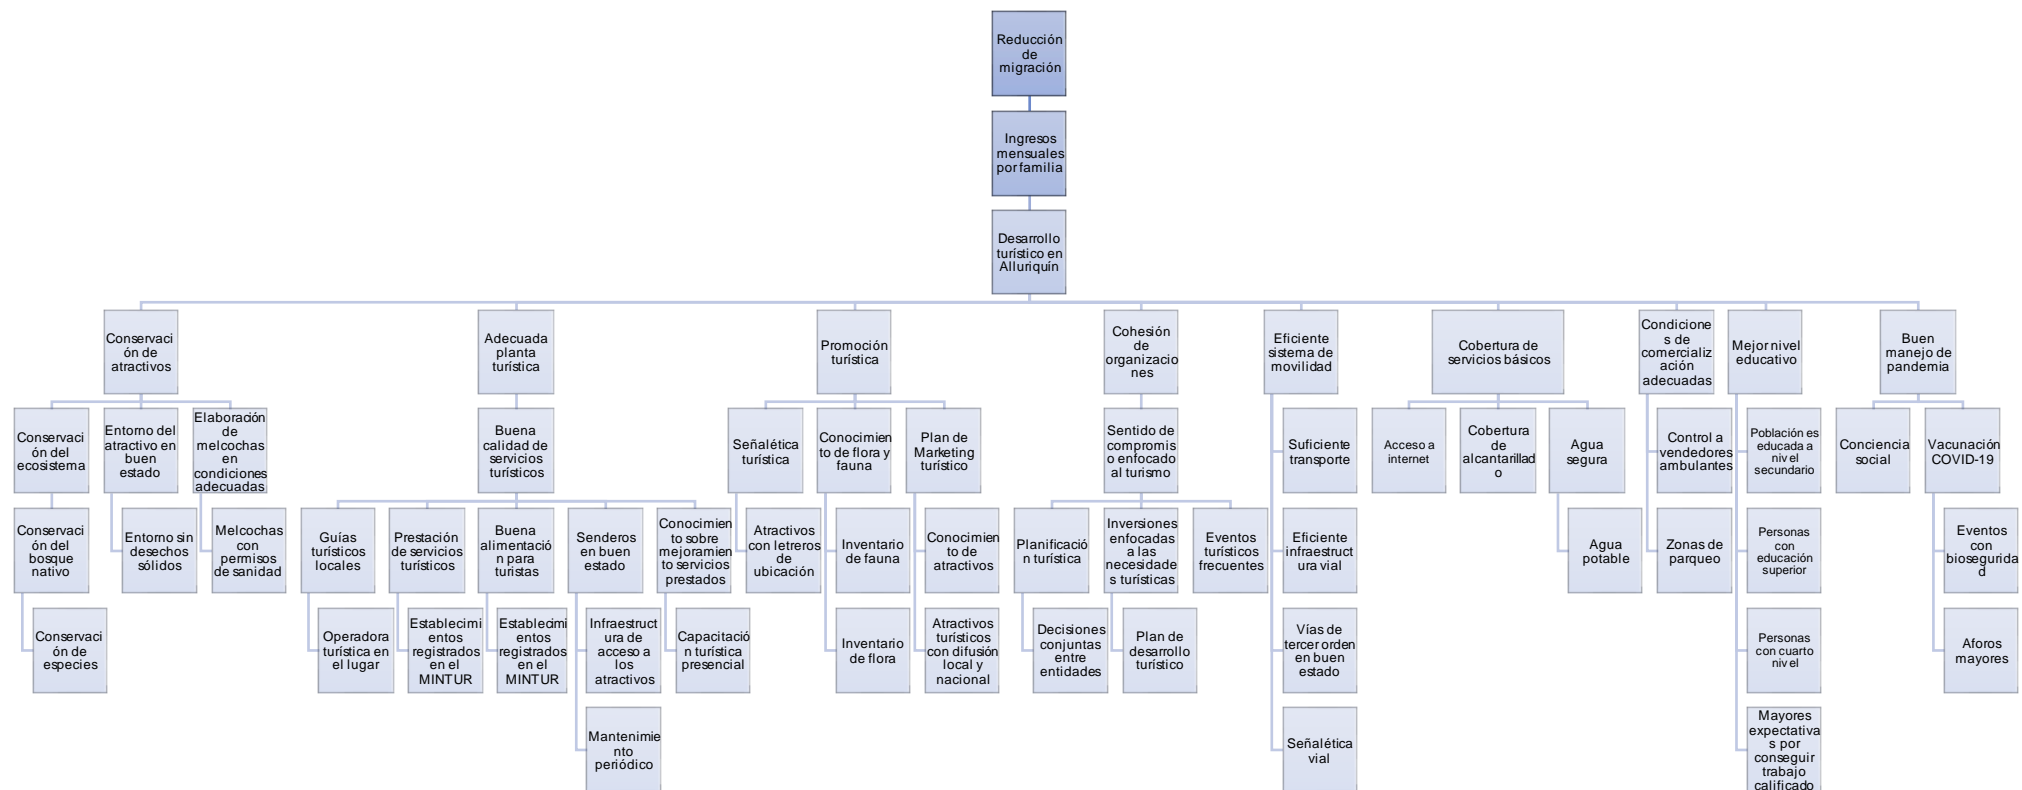 Reducción
de
migración
Ingresos
mensuales
por familia
Desarrollo
turístico en
Alluriquín
Conservaci
ón de
atractivos
Adecuada
planta
turística
Promoción
turística
Cohesión
de
organizacio
nes
Eficiente
sistema de
movilidad
Cobertura de
servicios básicos
Condicione
s de
comercializ
ación
adecuadas
Mejor nivel
educativo
Buen
manejo de
pandemia
Conservaci
ón del
ecosistema
Entorno del
atractivo en
buen
estado
Elaboración
de
melcochas
en
condiciones
adecuadas
Buena
calidad de
servicios
turísticos
Señalética
turística
Conocimien
to de flora y
fauna
Plan de
Marketing
turístico
Sentido de
compromis
o enfocado
al turismo
Suficiente
transporte
Acceso a
internet
Cobertura
de
alcantarillad
o
Agua
segura
Control a
vendedores
ambulantes
Población es
educada a
nivel
secundario
Conciencia
social
Vacunación
COVID-19
Conservaci
ón del
bosque
nativo
Entorno sin
desechos
sólidos
Melcochas
con
permisos
de sanidad
Guías
turísticos
locales
Prestación
de servicios
turísticos
Buena
alimentació
n para
turistas
Senderos
en buen
estado
Conocimien
to sobre
mejoramien
to servicios
prestados
Atractivos
con letreros
de
ubicación
Inventario
de fauna
Conocimien
to de
atractivos
Planificació
n turística
Inversiones
enfocadas
a las
necesidade
s turísticas
Eventos
turísticos
frecuentes
Eficiente
infraestruct
ura vial
Agua
potable
Zonas de
parqueo
Personas
con
educación
superior
Eventos
con
biosegurida
d
Conservaci
ón de
especies
Operadora
turística en
el lugar
Establecimi
entos
registrados
en el
MINTUR
Establecimi
entos
registrados
en el
MINTUR
Infraestruct
ura de
acceso a
los
atractivos
Capacitació
n turística
presencial
Inventario
de flora
Atractivos
turísticos
con difusión
local y
nacional
Decisiones
conjuntas
entre
entidades
Plan de
desarrollo
turístico
Vías de
tercer orden
en buen
estado
Personas
con cuarto
nivel
Aforos
mayores
Mantenimie
nto
periódico
Señalética
vial
Mayores
expectativa
s por
conseguir
trabajo
calificado